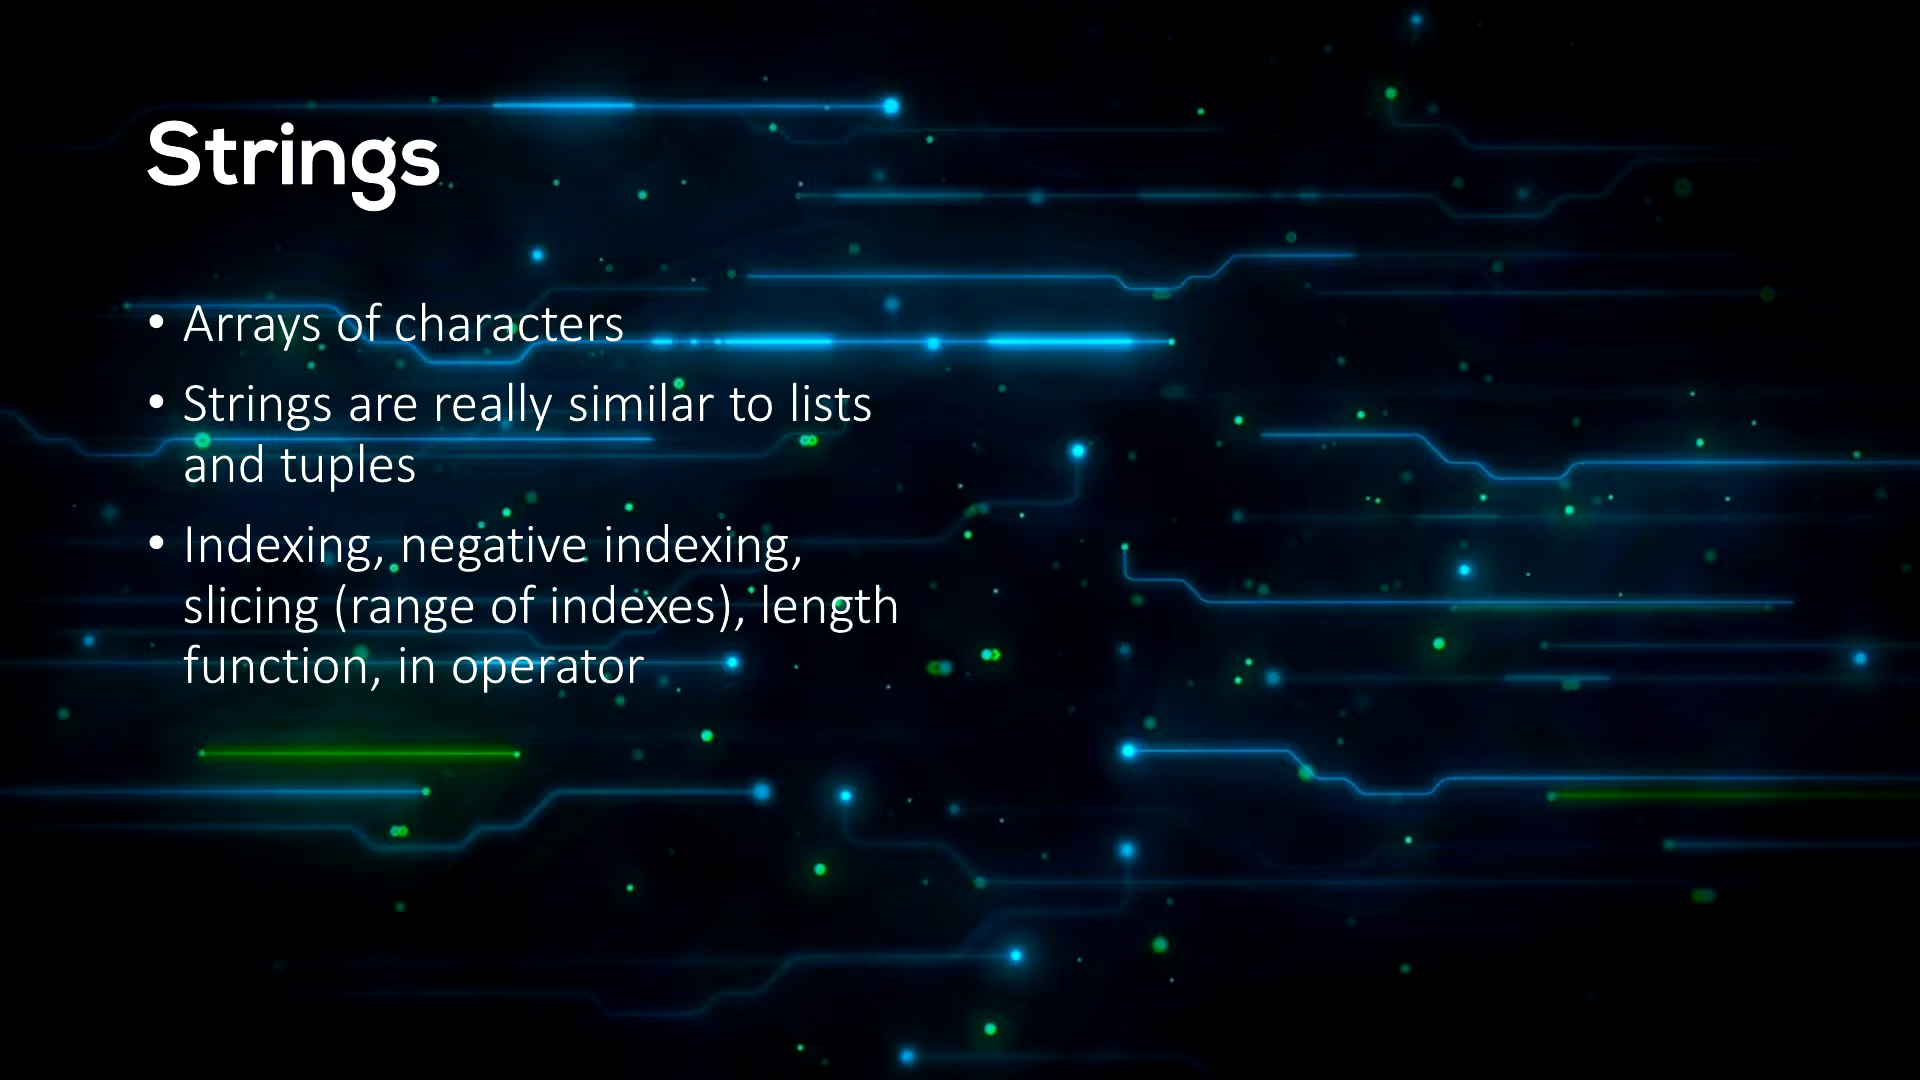 Strings
• Arrays of characters
• Strings are really similar to lists
and tuples
• Indexing, negative indexing,
slicing (range of indexes), length
function, in operator